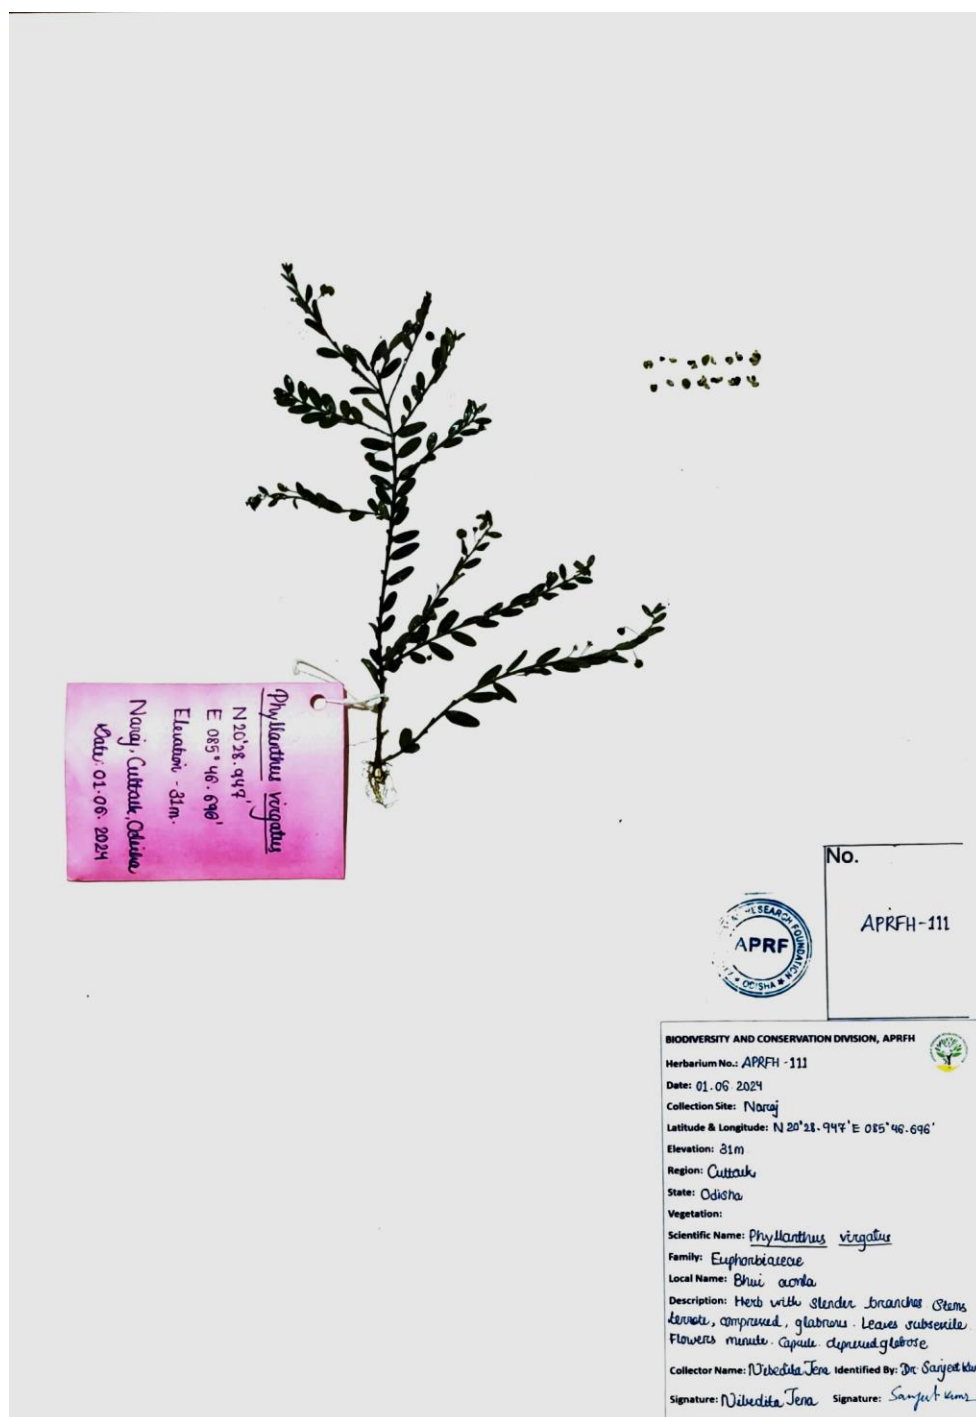 Phyllanthus virgatus
N 20°28.947'
E 085° 46.696'
Elevation - 31m.
Naraj, Cuttack, Odisha
Date: 01.06.2024
No.
APRFH-111
RESEARCH FOUNDATION
APRF
ODISHA
BIODIVERSITY AND CONSERVATION DIVISION, APRFH
Herbarium No.: APRFH -111
Date: 01.06 2024
Collection Site: Naraj
Latitude & Longitude: N 20°28.947' E 085°46.696'
Elevation: 31m
Region: Cuttack
State: Odisha
Vegetation:
Scientific Name: Phyllanthus virgatus
Family: Euphorbiaceae
Local Name: Bhui aonla
Description: Herb with slender branches. Stems
terete, compressed, glabrous. Leaves subsessile.
Flowers minute. Capsule depressed globose
Collector Name: Nibedita Jena Identified By: Dr. Sanjeet
Signature: Nibedita Jena Signature: Sanjeet Kumar